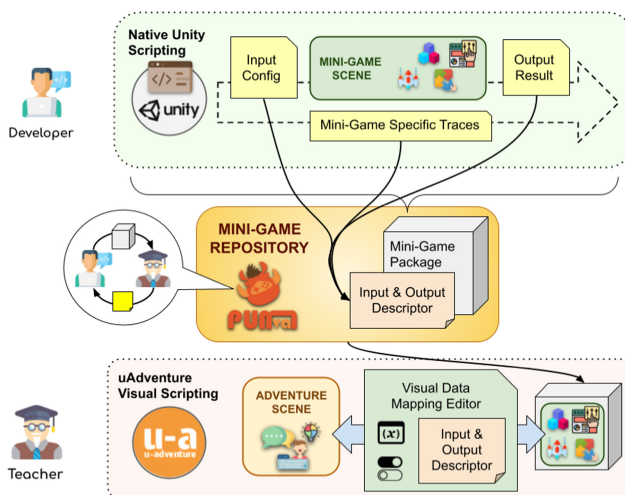 Native Unity
Scripting
</>
unity
Input
Config
MINI-GAME
SCENE
Output
Result
Mini-Game Specific Traces
Developer
MINI-GAME
REPOSITORY
PUMva
Mini-Game
Package
Input & Output
Descriptor
uAdventure
Visual Scripting
u-a
u-adventure
ADVENTURE
SCENE
Visual Data
Mapping Editor
(x)
Input &
Output
Descriptor
Teacher